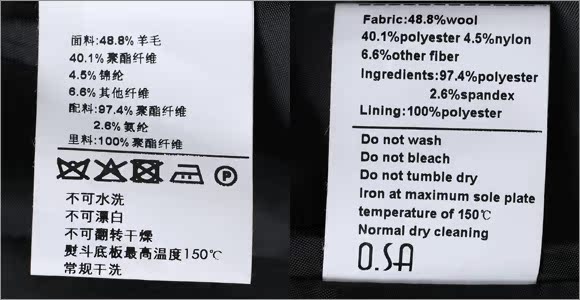 面料:48.8%羊毛
40.1%聚酯纤维
4.5%锦纶
6.6%其他纤维
配料:97.4%聚酯纤维
2.6%氨纶
里料:100%聚酯纤维
P
不可水洗
不可漂白
不可翻转干燥
熨斗底板最高温度150℃
常规干洗
Fabric:48.8%wool
40.1%polyester 4.5%nylon
6.6%other fiber
Ingredients:97.4%polyester
2.6%spandex
Lining:100%polyester
Do not wash
Do not bleach
Do not tumble dry
Iron at maximum sole plate
temperature of 150℃
Normal dry cleaning
O.SA